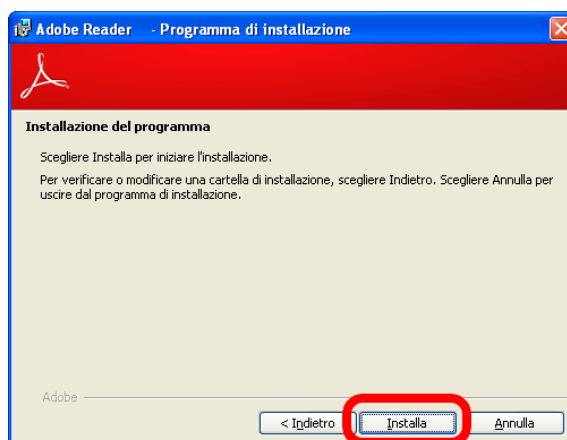 Adobe Reader - Programma di installazione
Installazione del programma
Scegliere Installa per iniziare l'installazione.
Per verificare o modificare una cartella di installazione, scegliere Indietro. Scegliere Annulla per
uscire dal programma di installazione.
Adobe
< Indietro Installa Annulla